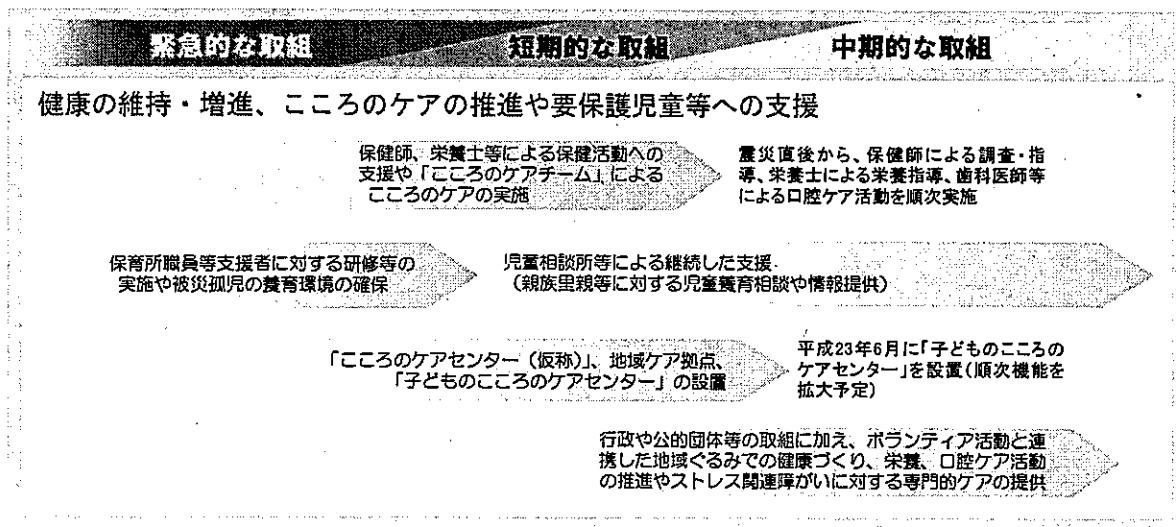 緊急的な取組
短期的な取組
中期的な取組
健康の維持・増進、こころのケアの推進や要保護児童等への支援
保健師、栄養士等による保健活動への
支援や「こころのケアチーム」による
こころのケアの実施
震災直後から、保健師による調査・指
導、栄養士による栄養指導、歯科医師等
による口腔ケア活動を順次実施
保育所職員等支援者に対する研修等の
実施や被災孤児の養育環境の確保
児童相談所等による継続した支援
（親族里親等に対する児童養育相談や情報提供）
「こころのケアセンター（仮称）」、地域ケア拠点、
「子どものこころのケアセンター」の設置
平成23年6月に「子どものこころの
ケアセンター」を設置（順次機能を
拡大予定）
行政や公的団体等の取組に加え、ボランティア活動と連
携した地域ぐるみでの健康づくり、栄養、口腔ケア活動
の推進やストレス関連障がいに対する専門的ケアの提供